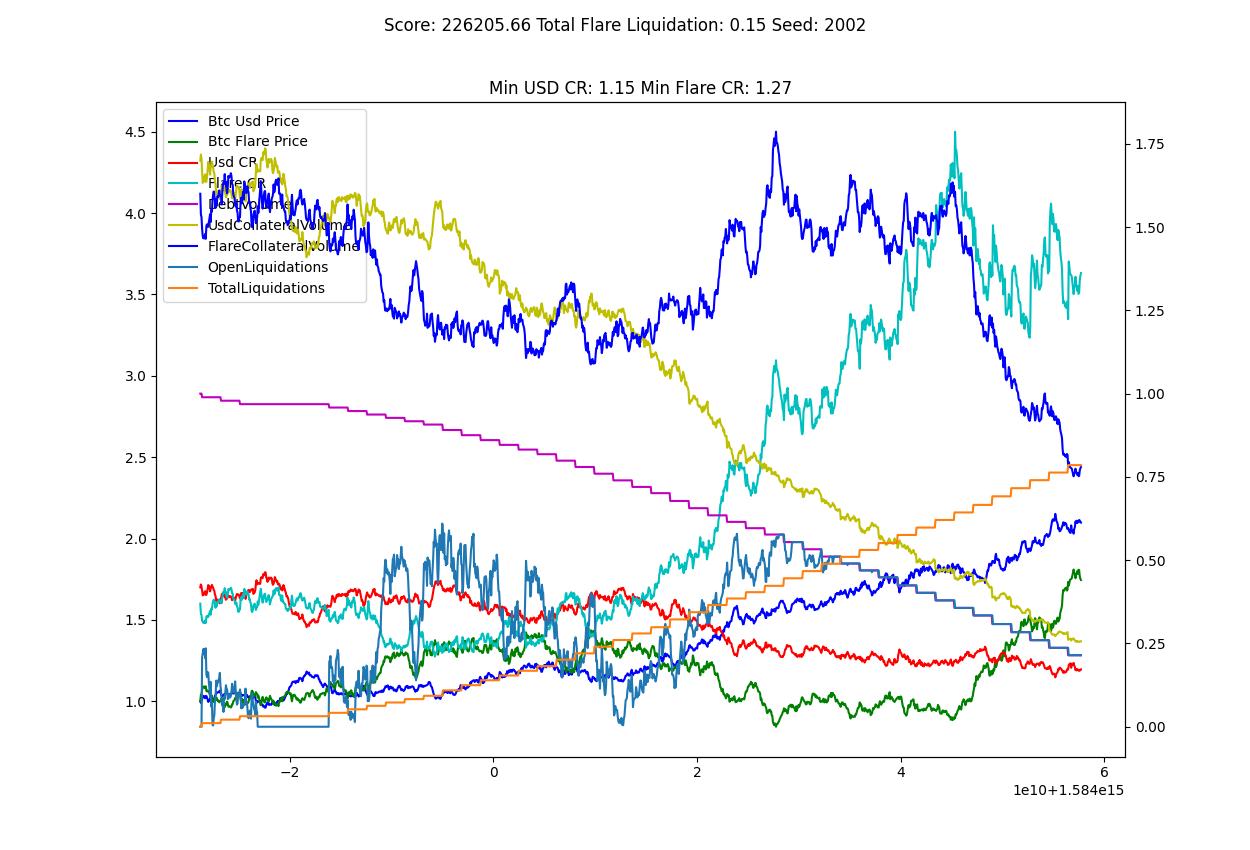 Score: 226205.66 Total Flare Liquidation: 0.15 Seed: 2002
Min USD CR: 1.15 Min Flare CR: 1.27
Btc Usd Price
Btc Flare Price
Usd CR
Flare CR
DebtVolume
UsdCollateralVolume
FlareCollateralVolume
OpenLiquidations
TotalLiquidations
4.5
4.0
3.5
3.0
2.5
2.0
1.5
1.0
1.75
1.50
1.25
1.00
0.75
0.50
0.25
0.00
−2
0
2
4
6
1e10+1.584e15